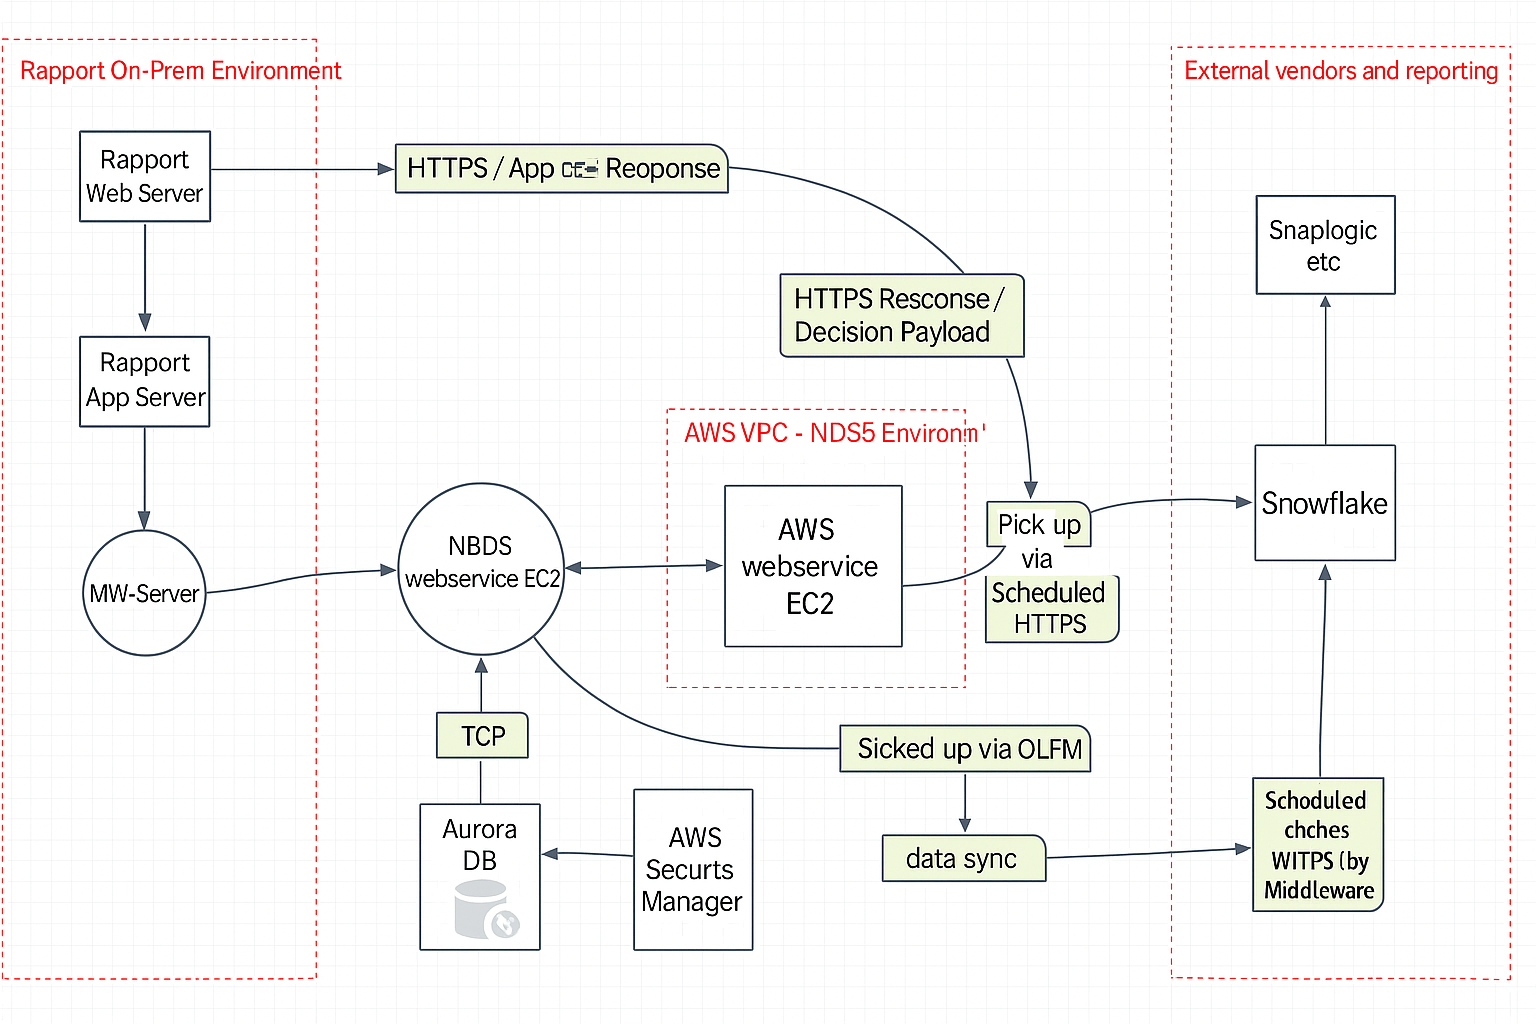 Rapport On-Prem Environment
External vendors and reporting
Rapport
Web Server
HTTPS / App Reoponse
Snaplogic
etc
HTTPS Resconse /
Decision Payload
Rapport
App Server
AWS VPC - NDS5 Environm'
Snowflake
Pick up
via
Scheduled
HTTPS
AWS
webservice
EC2
NBDS
webservice EC2
MW-Server
TCP
Sicked up via OLFM
Aurora
DB
AWS
Securts
Manager
data sync
Schoduled
chches
WITPS (by
Middleware